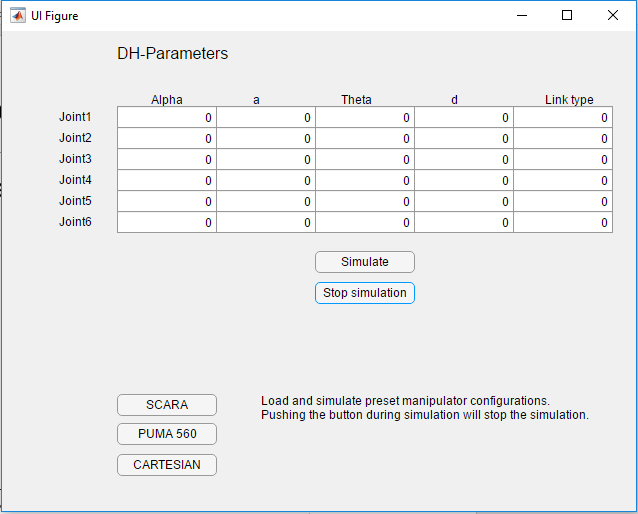 UI Figure
DH-Parameters
Alpha a Theta d Link type
Joint1 0 0 0 0 0
Joint2 0 0 0 0 0
Joint3 0 0 0 0 0
Joint4 0 0 0 0 0
Joint5 0 0 0 0 0
Joint6 0 0 0 0 0
Simulate
Stop simulation
SCARA
PUMA 560
CARTESIAN
Load and simulate preset manipulator configurations.
Pushing the button during simulation will stop the simulation.